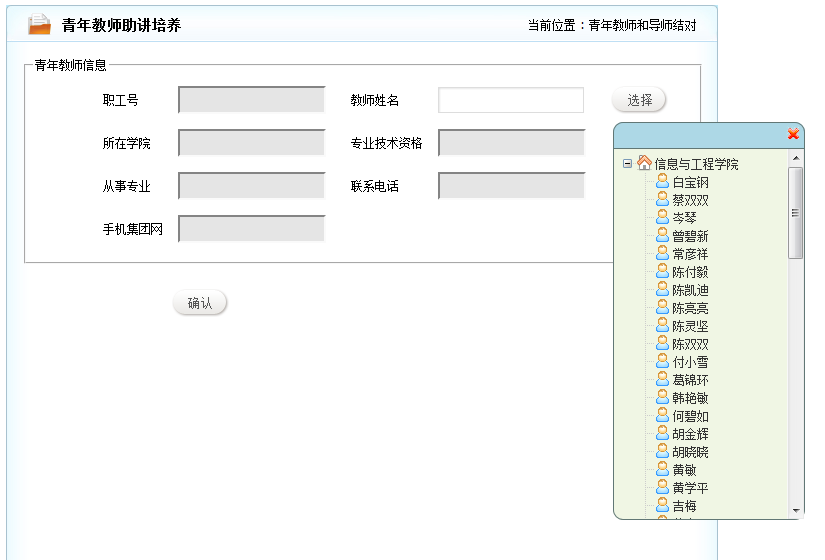 青年教师助讲培养 当前位置：青年教师和导师结对
青年教师信息
职工号 教师姓名 选择
所在学院 专业技术资格
从事专业 联系电话
手机集团网
确认
信息与工程学院
白宝钢
蔡双双
岑琴
曾碧新
常彦祥
陈付毅
陈凯迪
陈亮亮
陈灵坚
陈双双
付小雪
葛锦环
韩艳敏
何碧如
胡金辉
胡晓晓
黄敏
黄学平
吉梅